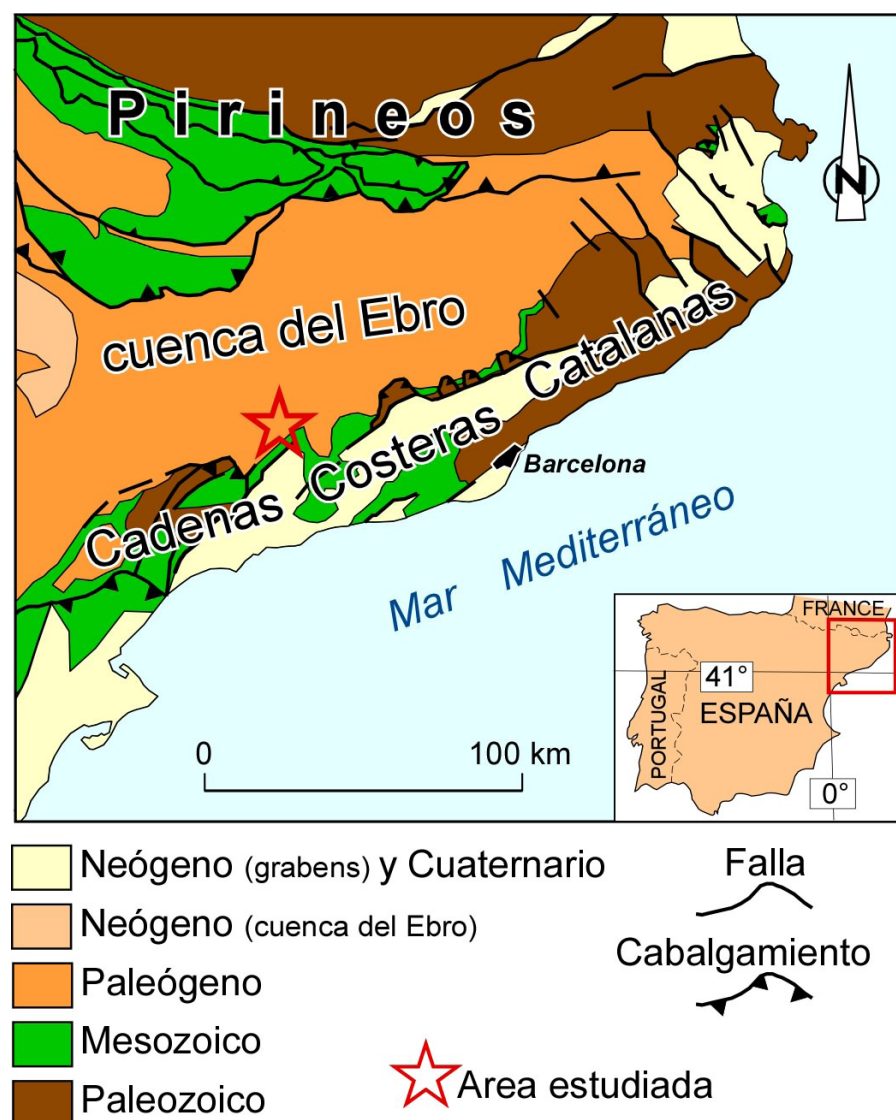 Pirineos
N
cuenca del Ebro
Cadenas Costeras Catalanas
Barcelona
Mar Mediterráneo
FRANCE
41°
PORTUGAL
ESPAÑA
0°
0 100 km
Neógeno (grabens) y Cuaternario
Neógeno (cuenca del Ebro)
Paleógeno
Mesozoico
Paleozoico
Falla
Cabalgamiento
Area estudiada